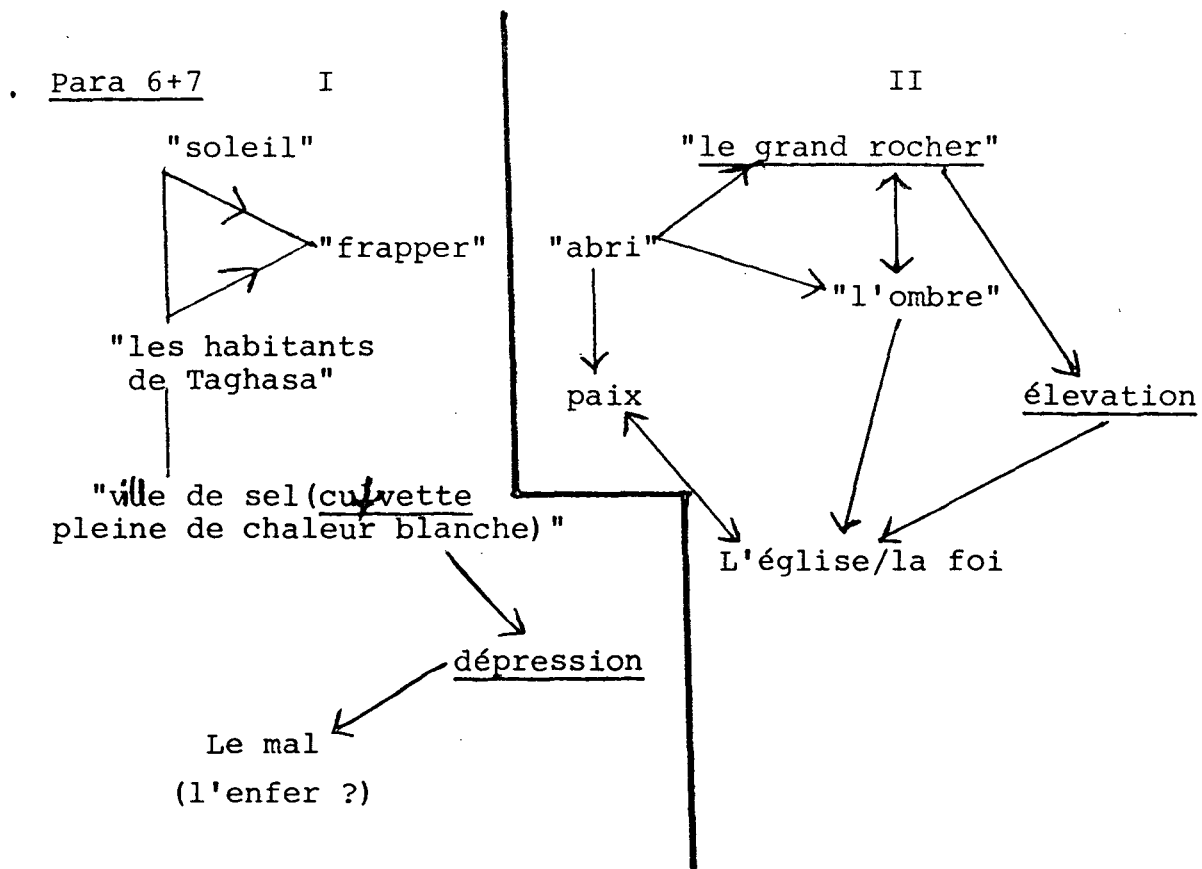 Para 6+7
I
II
"soleil"
"le grand rocher"
"frapper"
"abri"
"l'ombre"
"les habitants
de Taghasa"
paix
élevation
"ville de sel (cuvette
pleine de chaleur blanche)"
L'église/la foi
dépression
Le mal
(l'enfer ?)